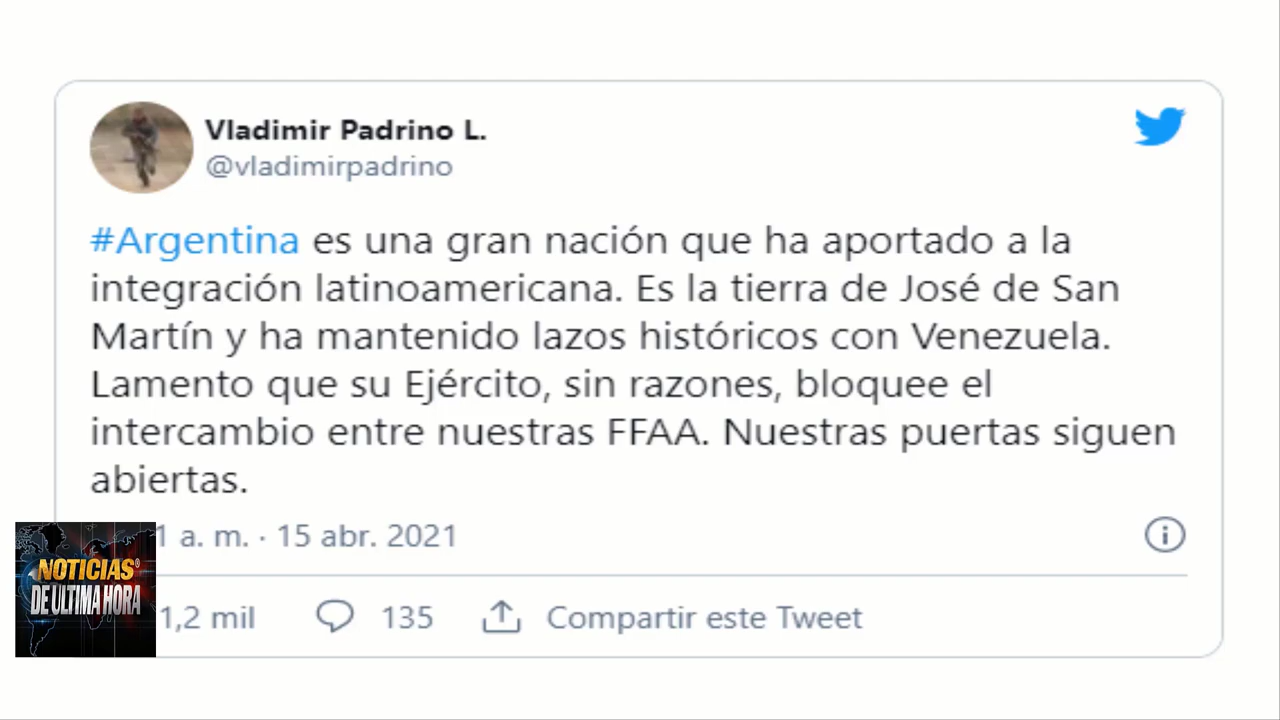 Vladimir Padrino L.
@vladimirpadrino
#Argentina es una gran nación que ha aportado a la
integración latinoamericana. Es la tierra de José de San
Martín y ha mantenido lazos históricos con Venezuela.
Lamento que su Ejército, sin razones, bloquee el
intercambio entre nuestras FFAA. Nuestras puertas siguen
abiertas.
1 a. m. · 15 abr. 2021
1,2 mil 135 Compartir este Tweet
NOTICIAS®
DE ULTIMA HORA